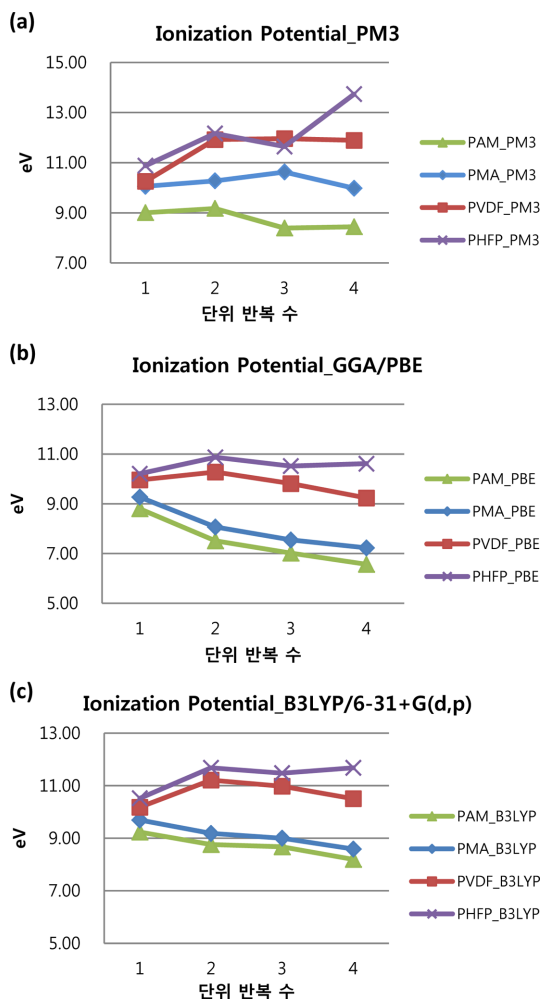 (a)
Ionization Potential_PM3
15.00
13.00
11.00
9.00
7.00
eV
1 2 3 4
단위 반복 수
PAM_PM3
PMA_PM3
PVDF_PM3
PHFP_PM3
(b)
Ionization Potential_GGA/PBE
13.00
11.00
9.00
7.00
5.00
eV
1 2 3 4
단위 반복 수
PAM_PBE
PMA_PBE
PVDF_PBE
PHFP_PBE
(c)
Ionization Potential_B3LYP/6-31+G(d,p)
13.00
11.00
9.00
7.00
5.00
eV
1 2 3 4
단위 반복 수
PAM_B3LYP
PMA_B3LYP
PVDF_B3LYP
PHFP_B3LYP